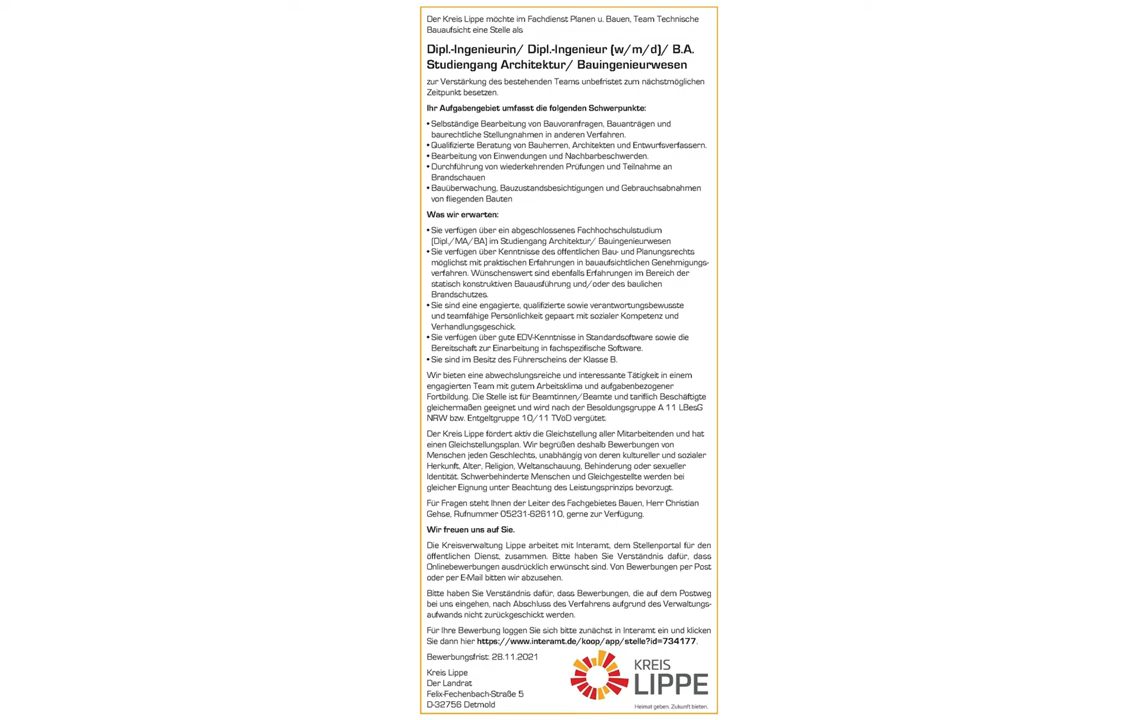 Der Kreis Lippe möchte im Fachdienst Planen u. Bauen, Team Technische
Bauaufsicht eine Stelle als
Dipl.-Ingenieurin/ Dipl.-Ingenieur (w/m/d)/ B.A.
Studiengang Architektur/ Bauingenieurwesen
zur Verstärkung des bestehenden Teams unbefristet zum nächstmöglichen
Zeitpunkt besetzen.
Ihr Aufgabengebiet umfasst die folgenden Schwerpunkte:
• Selbständige Bearbeitung von Bauvoranfragen, Bauanträgen und
baurechtliche Stellungnahmen in anderen Verfahren.
• Qualifizierte Beratung von Bauherren, Architekten und Entwurfsverfassern.
• Bearbeitung von Einwendungen und Nachbarbeschwerden.
• Durchführung von wiederkehrenden Prüfungen und Teilnahme an
Brandschauen
• Bauüberwachung, Bauzustandsbesichtigungen und Gebrauchsabnahmen
von fliegenden Bauten
Was wir erwarten:
• Sie verfügen über ein abgeschlossenes Fachhochschulstudium
(Dipl./MA/BA) im Studiengang Architektur/ Bauingenieurwesen
• Sie verfügen über Kenntnisse des öffentlichen Bau- und Planungsrechts
möglichst mit praktischen Erfahrungen in bauaufsichtlichen Genehmigungs-
verfahren. Wünschenswert sind ebenfalls Erfahrungen im Bereich der
statisch konstruktiven Bauausführung und/oder des baulichen
Brandschutzes.
• Sie sind eine engagierte, qualifizierte sowie verantwortungsbewusste
und teamfähige Persönlichkeit gepaart mit sozialer Kompetenz und
Verhandlungsgeschick.
• Sie verfügen über gute EDV-Kenntnisse in Standardsoftware sowie die
Bereitschaft zur Einarbeitung in fachspezifische Software.
• Sie sind im Besitz des Führerscheins der Klasse B.
Wir bieten eine abwechslungsreiche und interessante Tätigkeit in einem
engagierten Team mit gutem Arbeitsklima und aufgabenbezogener
Fortbildung. Die Stelle ist für Beamtinnen/Beamte und tariflich Beschäftigte
gleichermaßen geeignet und wird nach der Besoldungsgruppe A 11 LBesG
NRW bzw. Entgeltgruppe 10/11 TVöD vergütet.
Der Kreis Lippe fördert aktiv die Gleichstellung aller Mitarbeitenden und hat
einen Gleichstellungsplan. Wir begrüßen deshalb Bewerbungen von
Menschen jeden Geschlechts, unabhängig von deren kultureller und sozialer
Herkunft, Alter, Religion, Weltanschauung, Behinderung oder sexueller
Identität. Schwerbehinderte Menschen und Gleichgestellte werden bei
gleicher Eignung unter Beachtung des Leistungsprinzips bevorzugt.
Für Fragen steht Ihnen der Leiter des Fachgebietes Bauen, Herr Christian
Gehse, Rufnummer 05231-626110, gerne zur Verfügung.
Wir freuen uns auf Sie.
Die Kreisverwaltung Lippe arbeitet mit Interamt, dem Stellenportal für den
öffentlichen Dienst, zusammen. Bitte haben Sie Verständnis dafür, dass
Onlinebewerbungen ausdrücklich erwünscht sind. Von Bewerbungen per Post
oder per E-Mail bitten wir abzusehen.
Bitte haben Sie Verständnis dafür, dass Bewerbungen, die auf dem Postweg
bei uns eingehen, nach Abschluss des Verfahrens aufgrund des Verwaltungs-
aufwands nicht zurückgeschickt werden.
Für Ihre Bewerbung loggen Sie sich bitte zunächst in Interamt ein und klicken
Sie dann hier https://www.interamt.de/koop/app/stelle?id=734177.
Bewerbungsfrist: 28.11.2021
Kreis Lippe
Der Landrat
Felix-Fechenbach-Straße 5
D-32756 Detmold
KREIS
LIPPE
Heimat geben. Zukunft bieten.